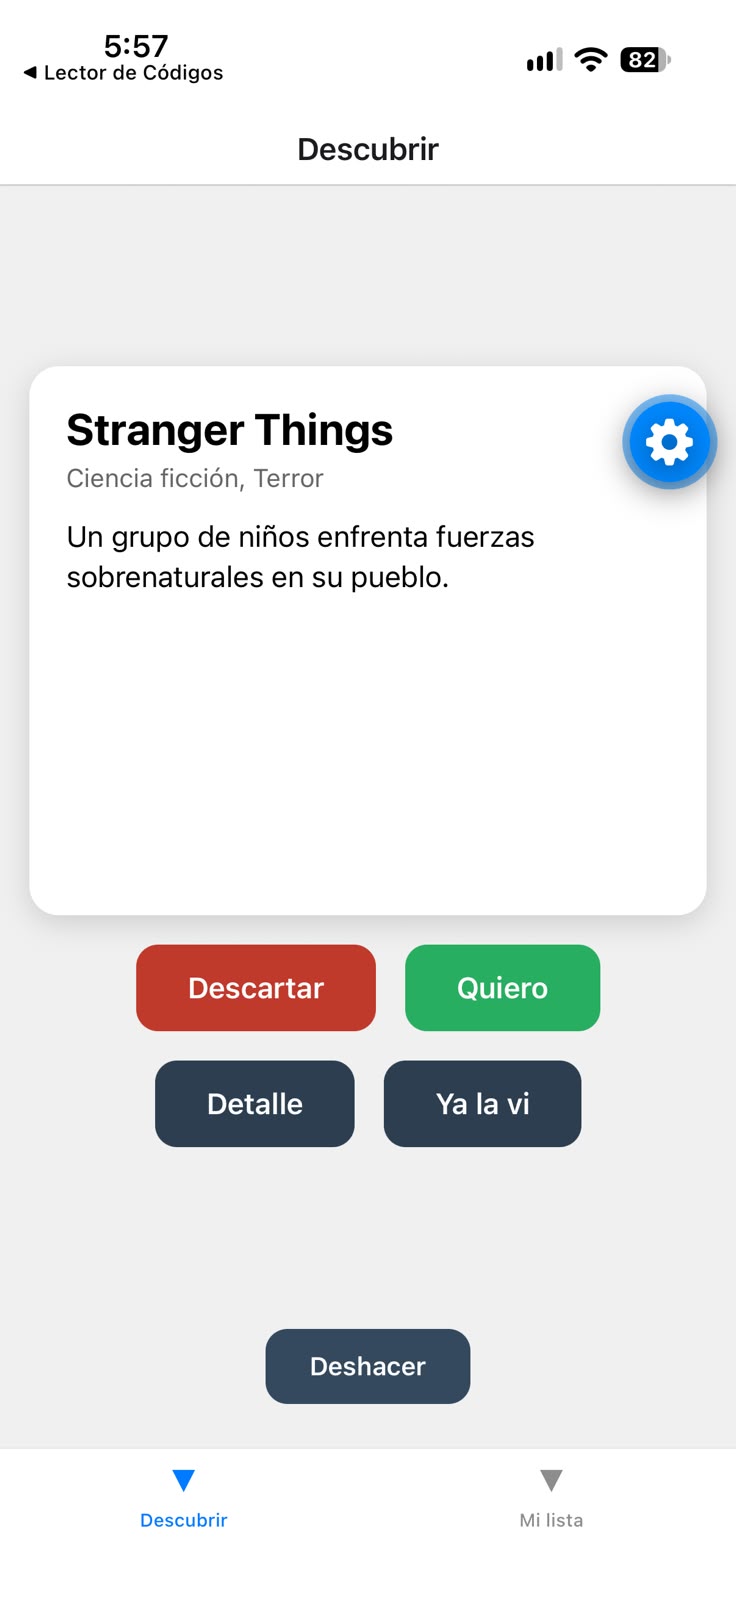 5:57
◀ Lector de Códigos
82
Descubrir
Stranger Things
Ciencia ficción, Terror
Un grupo de niños enfrenta fuerzas
sobrenaturales en su pueblo.
Descartar
Quiero
Detalle
Ya la vi
Deshacer
Descubrir
Mi lista